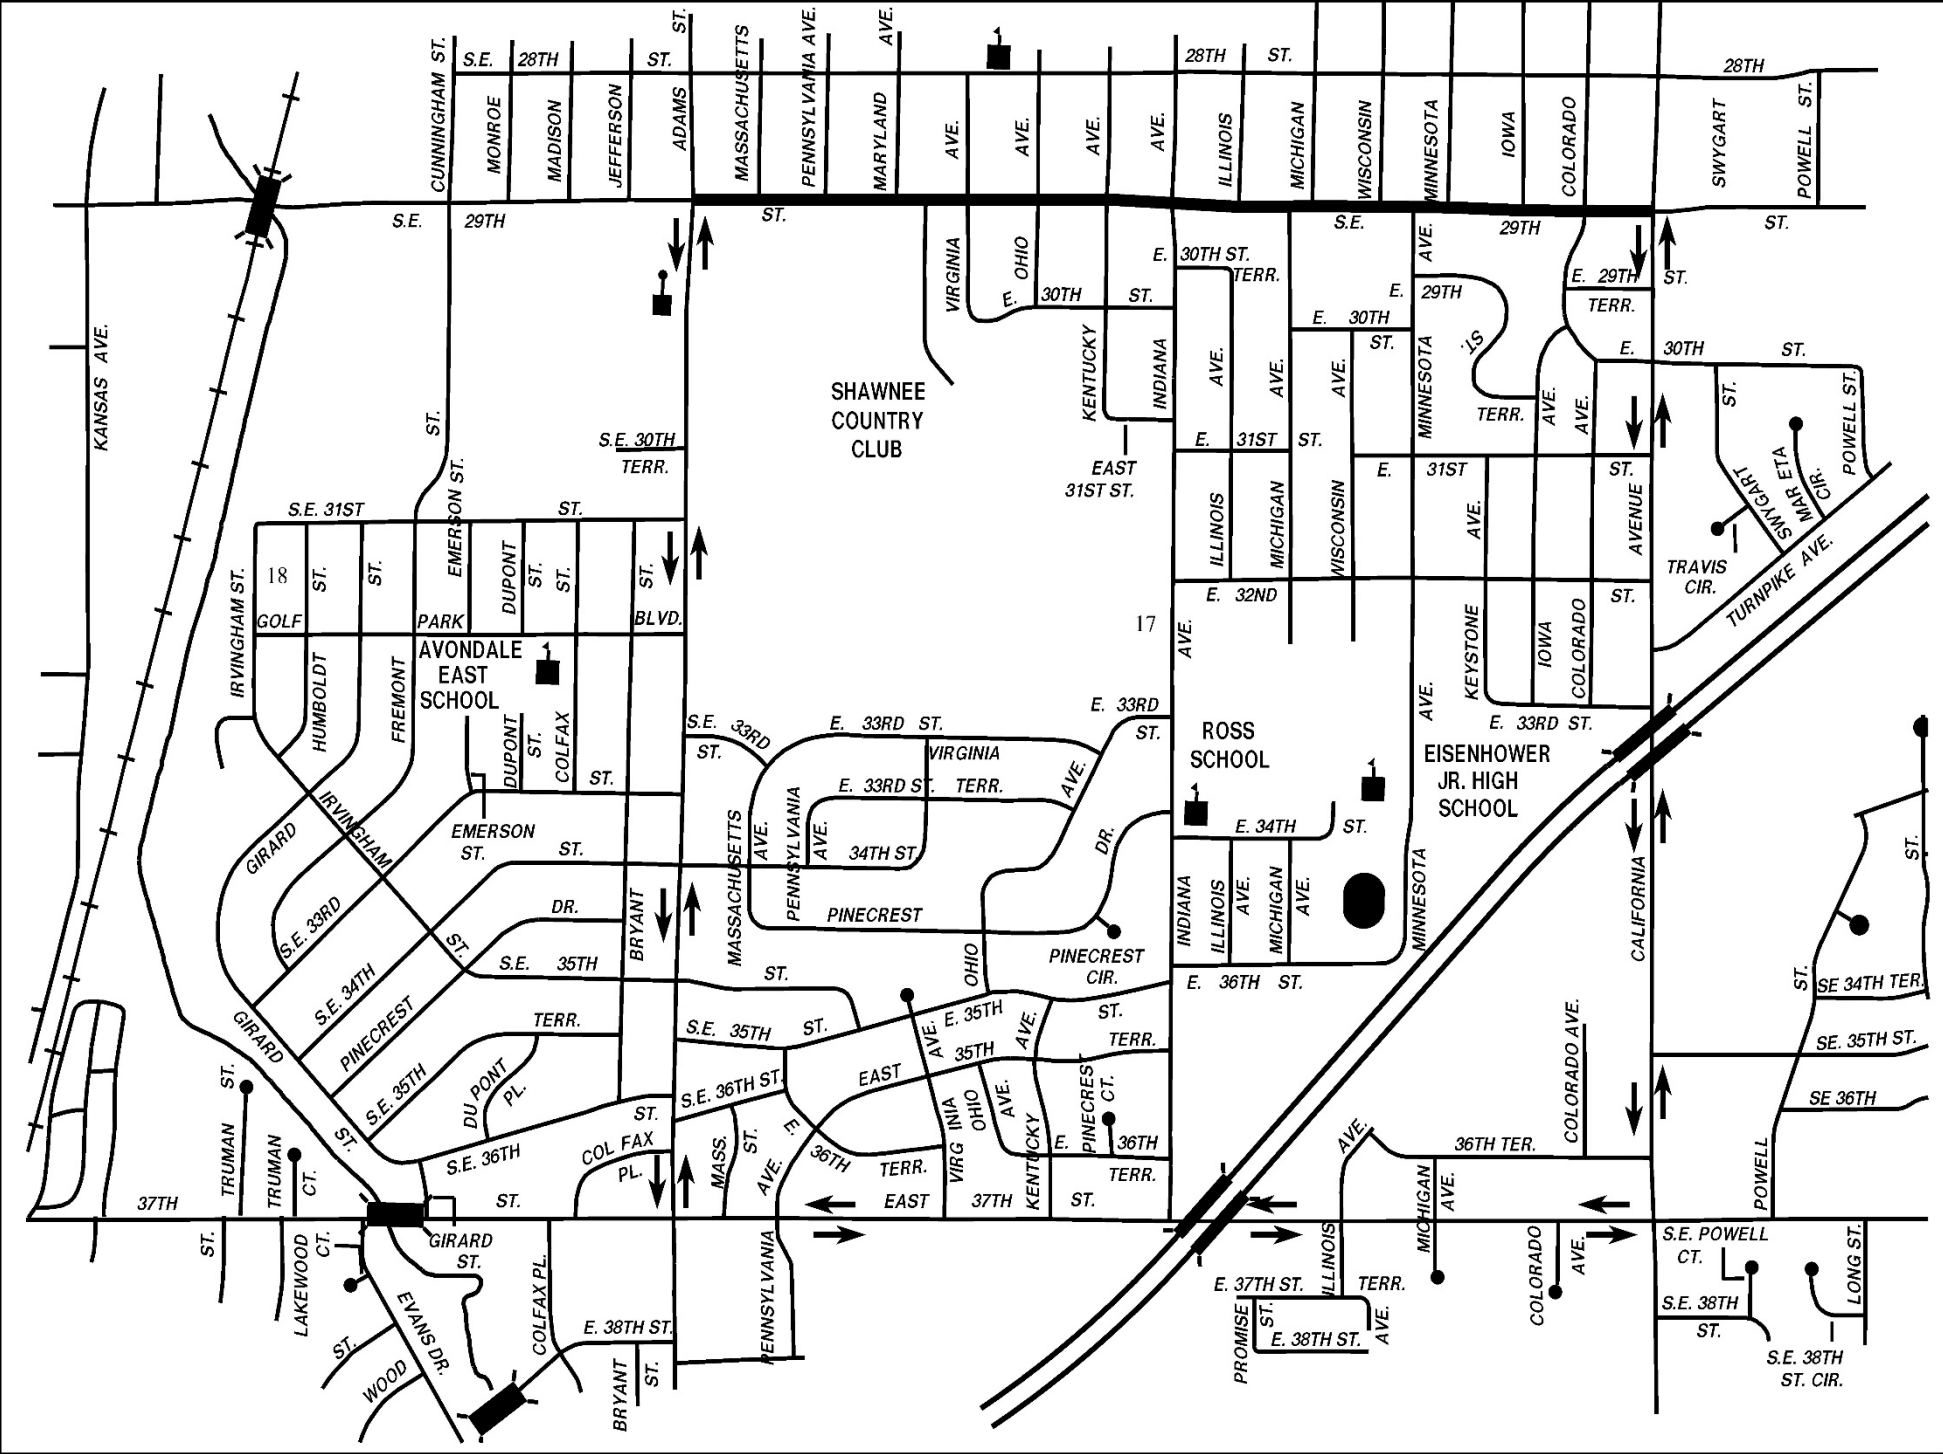 CUNNINGHAM ST.
S.E. 28TH ST.
ST.
MASSACHUSETTS
PENNSYLVANIA AVE.
AVE.
28TH ST.
28TH
MONROE
MADISON
JEFFERSON
ADAMS
MARYLAND
AVE.
AVE.
AVE.
AVE.
ILLINOIS
MICHIGAN
WISCONSIN
MINNESOTA
IOWA
COLORADO
SWYGART
POWELL ST.
S.E. 29TH
ST.
S.E. 29TH
ST.
KANSAS AVE.
VIRGINIA
OHIO
E. 30TH ST.
E. 30TH ST.
TERR.
AVE.
E. 29TH
ST.
TERR.
E. 29TH
TERR.
ST.
E. 30TH
ST.
E. 30TH ST.
SHAWNEE
COUNTRY
CLUB
KENTUCKY
INDIANA
AVE.
AVE.
AVE.
MINNESOTA
AVE.
AVE.
ST.
POWELL ST.
ST.
S.E. 30TH
TERR.
E. 31ST ST.
EAST
31ST ST.
E. 31ST
ST.
SWYGART
MAR ETA
CIR.
TRAVIS
CIR.
TURNPIKE AVE.
S.E. 31ST ST.
EMERSON ST.
IRVINGHAM ST.
18
ST.
ST.
DUPONT
ST.
ST.
ST.
GOLF PARK BLVD.
ILLINOIS
MICHIGAN
WISCONSIN
AVE.
AVENUE
E. 32ND
ST.
17
AVE.
AVONDALE
EAST
SCHOOL
HUMBOLDT
FREMONT
DUPONT
ST.
COLFAX
ST.
KEYSTONE
IOWA
COLORADO
AVE.
E. 33RD ST.
S.E. 33RD
ST.
E. 33RD ST.
E. 33RD
ST.
VIRGINIA
AVE.
E. 33RD ST. TERR.
ROSS
SCHOOL
EISENHOWER
JR. HIGH
SCHOOL
GIRARD
IRVINGHAM
EMERSON
ST.
ST.
MASSACHUSETTS
AVE.
PENNSYLVANIA
AVE.
34TH ST.
DR.
E. 34TH ST.
S.E. 33RD
DR.
BRYANT
PINECREST
INDIANA
ILLINOIS
AVE.
MICHIGAN
AVE.
MINNESOTA
CALIFORNIA
ST.
ST.
S.E. 34TH
S.E. 35TH
ST.
OHIO
PINECREST
CIR.
E. 36TH ST.
ST.
SE 34TH TER.
GIRARD
PINECREST
TERR.
S.E. 35TH ST.
AVE.
E. 35TH
AVE.
ST.
35TH
TERR.
COLORADO AVE.
SE. 35TH ST.
S.E. 35TH
DU PONT
PL.
ST.
S.E. 36TH ST.
EAST
VIRG INIA
OHIO
AVE.
PINECREST
CT.
SE 36TH
ST.
TRUMAN
ST.
TRUMAN
CT.
S.E. 36TH
COL FAX
PL.
MASS.
ST.
AVE.
E.
36TH
TERR.
KENTUCKY
E. 36TH
TERR.
AVE.
36TH TER.
MICHIGAN
AVE.
POWELL
37TH
ST.
EAST 37TH ST.
ST.
LAKEWOOD
CT.
GIRARD
ST.
COLFAX PL.
PENNSYLVANIA
ILLINOIS
COLORADO
AVE.
S.E. POWELL
CT.
LONG ST.
EVANS DR.
ST.
WOOD
E. 38TH ST.
BRYANT
ST.
E. 37TH ST. TERR.
PROMISE
ST.
E. 38TH ST.
AVE.
S.E. 38TH
ST.
S.E. 38TH
ST. CIR.